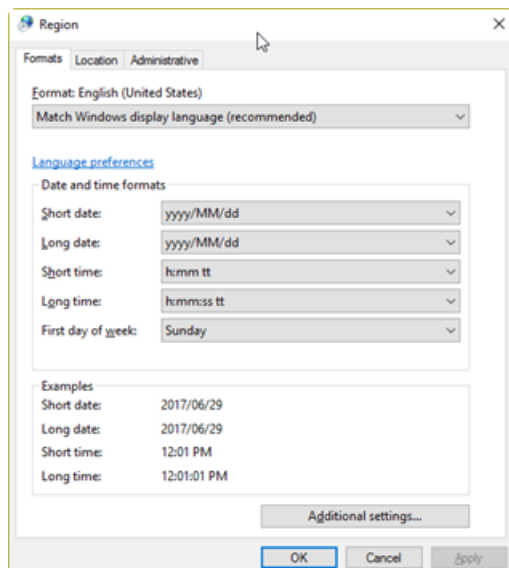 Region
Formats Location Administrative
Format: English (United States)
Match Windows display language (recommended)
Language preferences
Date and time formats
Short date: yyyy/MM/dd
Long date: yyyy/MM/dd
Short time: h:mm tt
Long time: h:mm:ss tt
First day of week: Sunday
Examples
Short date: 2017/06/29
Long date: 2017/06/29
Short time: 12:01 PM
Long time: 12:01:01 PM
Additional settings...
OK Cancel Apply